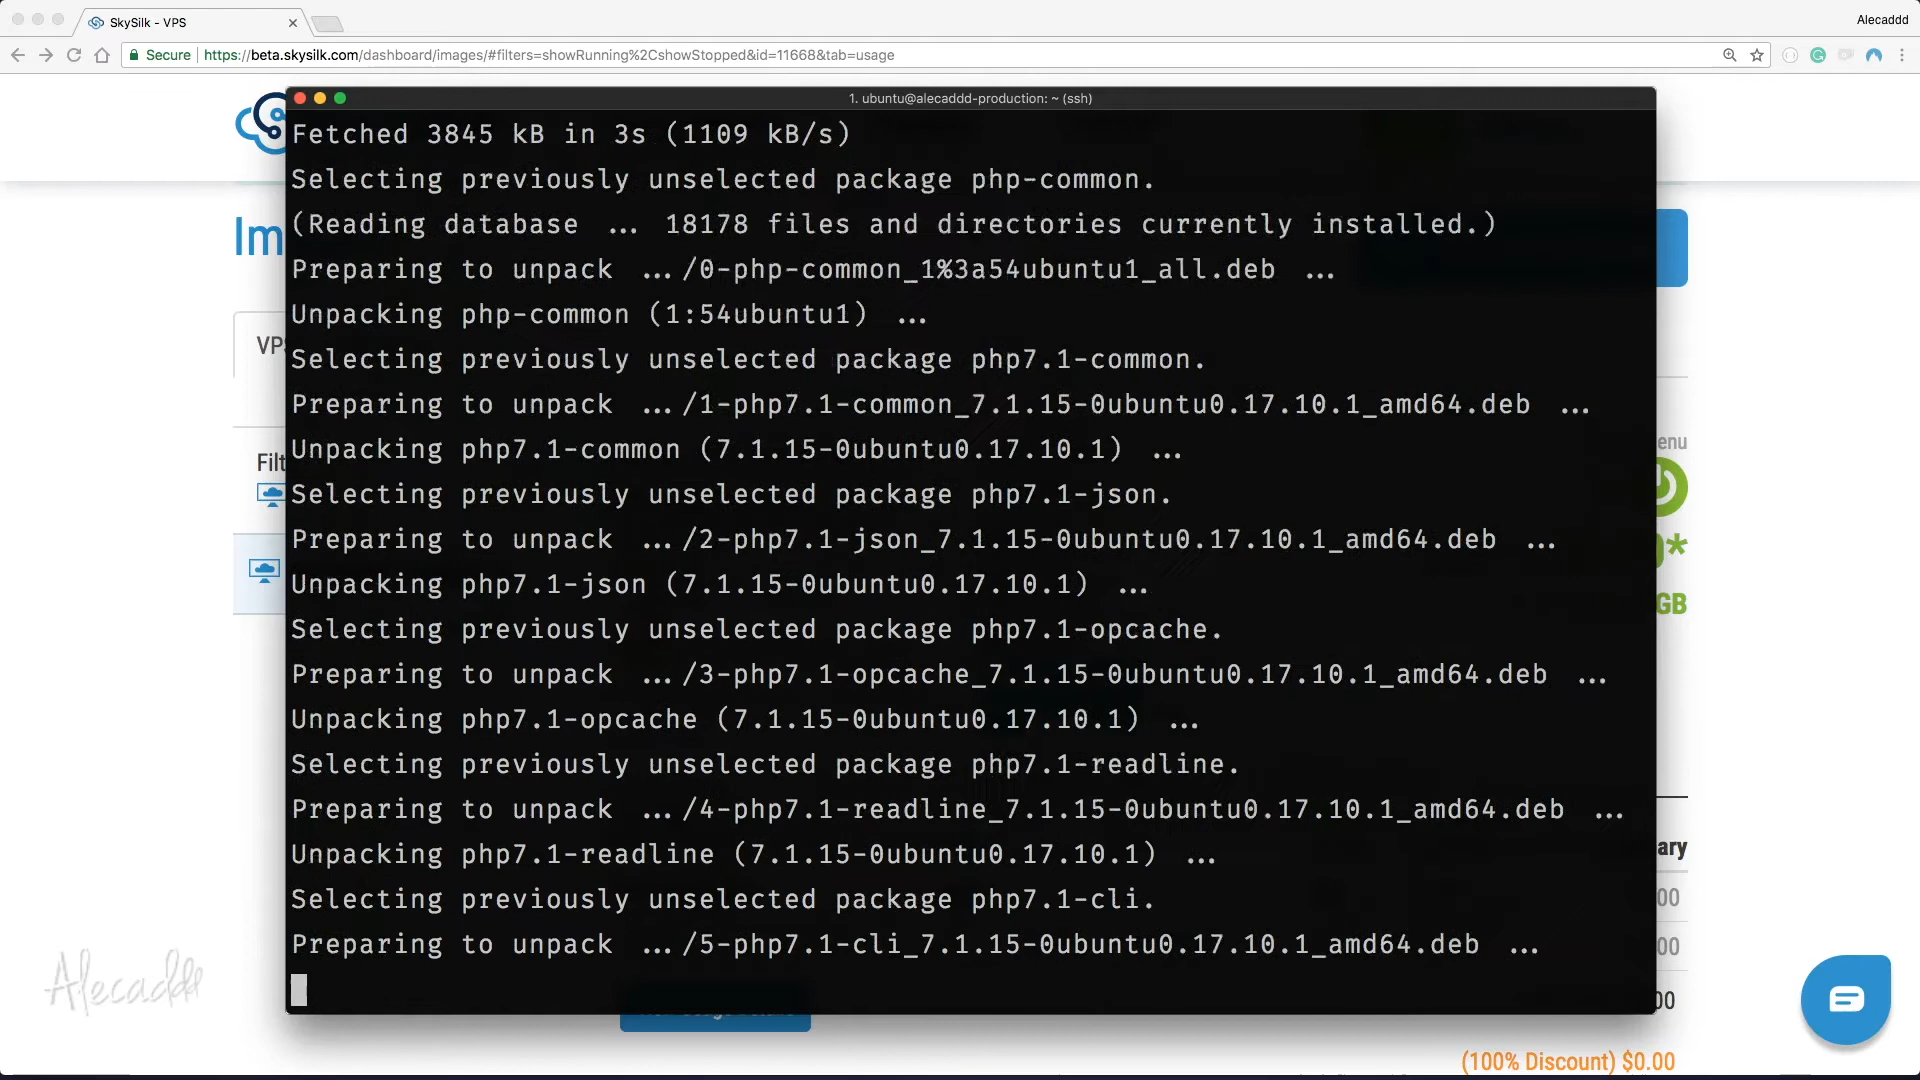 SkySilk - VPS
Alecaddd
Secure
https://beta.skysilk.com/dashboard/images/#filters=showRunning%2CshowStopped&id=11668&tab=usage
1. ubuntu@alecaddd-production: ~ (ssh)
Fetched 3845 kB in 3s (1109 kB/s)
Selecting previously unselected package php-common.
(Reading database ... 18178 files and directories currently installed.)
Preparing to unpack .../0-php-common_1%3a54ubuntu1_all.deb ...
Unpacking php-common (1:54ubuntu1) ...
Selecting previously unselected package php7.1-common.
Preparing to unpack .../1-php7.1-common_7.1.15-0ubuntu0.17.10.1_amd64.deb ...
Unpacking php7.1-common (7.1.15-0ubuntu0.17.10.1) ...
Selecting previously unselected package php7.1-json.
Preparing to unpack .../2-php7.1-json_7.1.15-0ubuntu0.17.10.1_amd64.deb ...
Unpacking php7.1-json (7.1.15-0ubuntu0.17.10.1) ...
Selecting previously unselected package php7.1-opcache.
Preparing to unpack .../3-php7.1-opcache_7.1.15-0ubuntu0.17.10.1_amd64.deb ...
Unpacking php7.1-opcache (7.1.15-0ubuntu0.17.10.1) ...
Selecting previously unselected package php7.1-readline.
Preparing to unpack .../4-php7.1-readline_7.1.15-0ubuntu0.17.10.1_amd64.deb ...
Unpacking php7.1-readline (7.1.15-0ubuntu0.17.10.1) ...
Selecting previously unselected package php7.1-cli.
Preparing to unpack .../5-php7.1-cli_7.1.15-0ubuntu0.17.10.1_amd64.deb ...
Im
VPS
Filt
enu
)*
GB
ary
00
00
00
(100% Discount) $0.00
Alecaddd